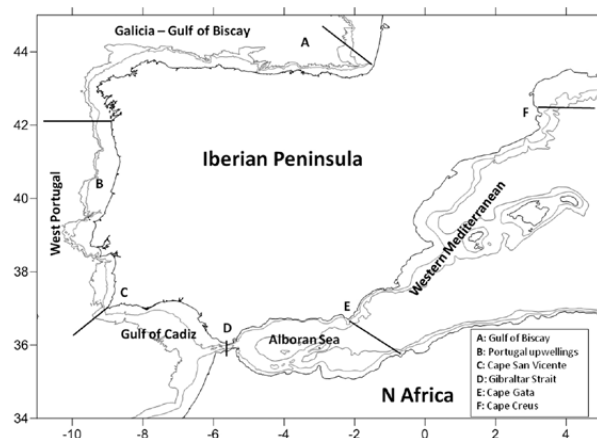 Galicia – Gulf of Biscay
A
44
F
42
Iberian Peninsula
B
40
West Portugal
Western Mediterranean
38
C
E
Gulf of Cadiz
D
Alboran Sea
36
A: Gulf of Biscay
B: Portugal upwellings
C: Cape San Vicente
D: Gibraltar Strait
E: Cape Gata
F: Cape Creus
N Africa
34
-10 -8 -6 -4 -2 0 2 4